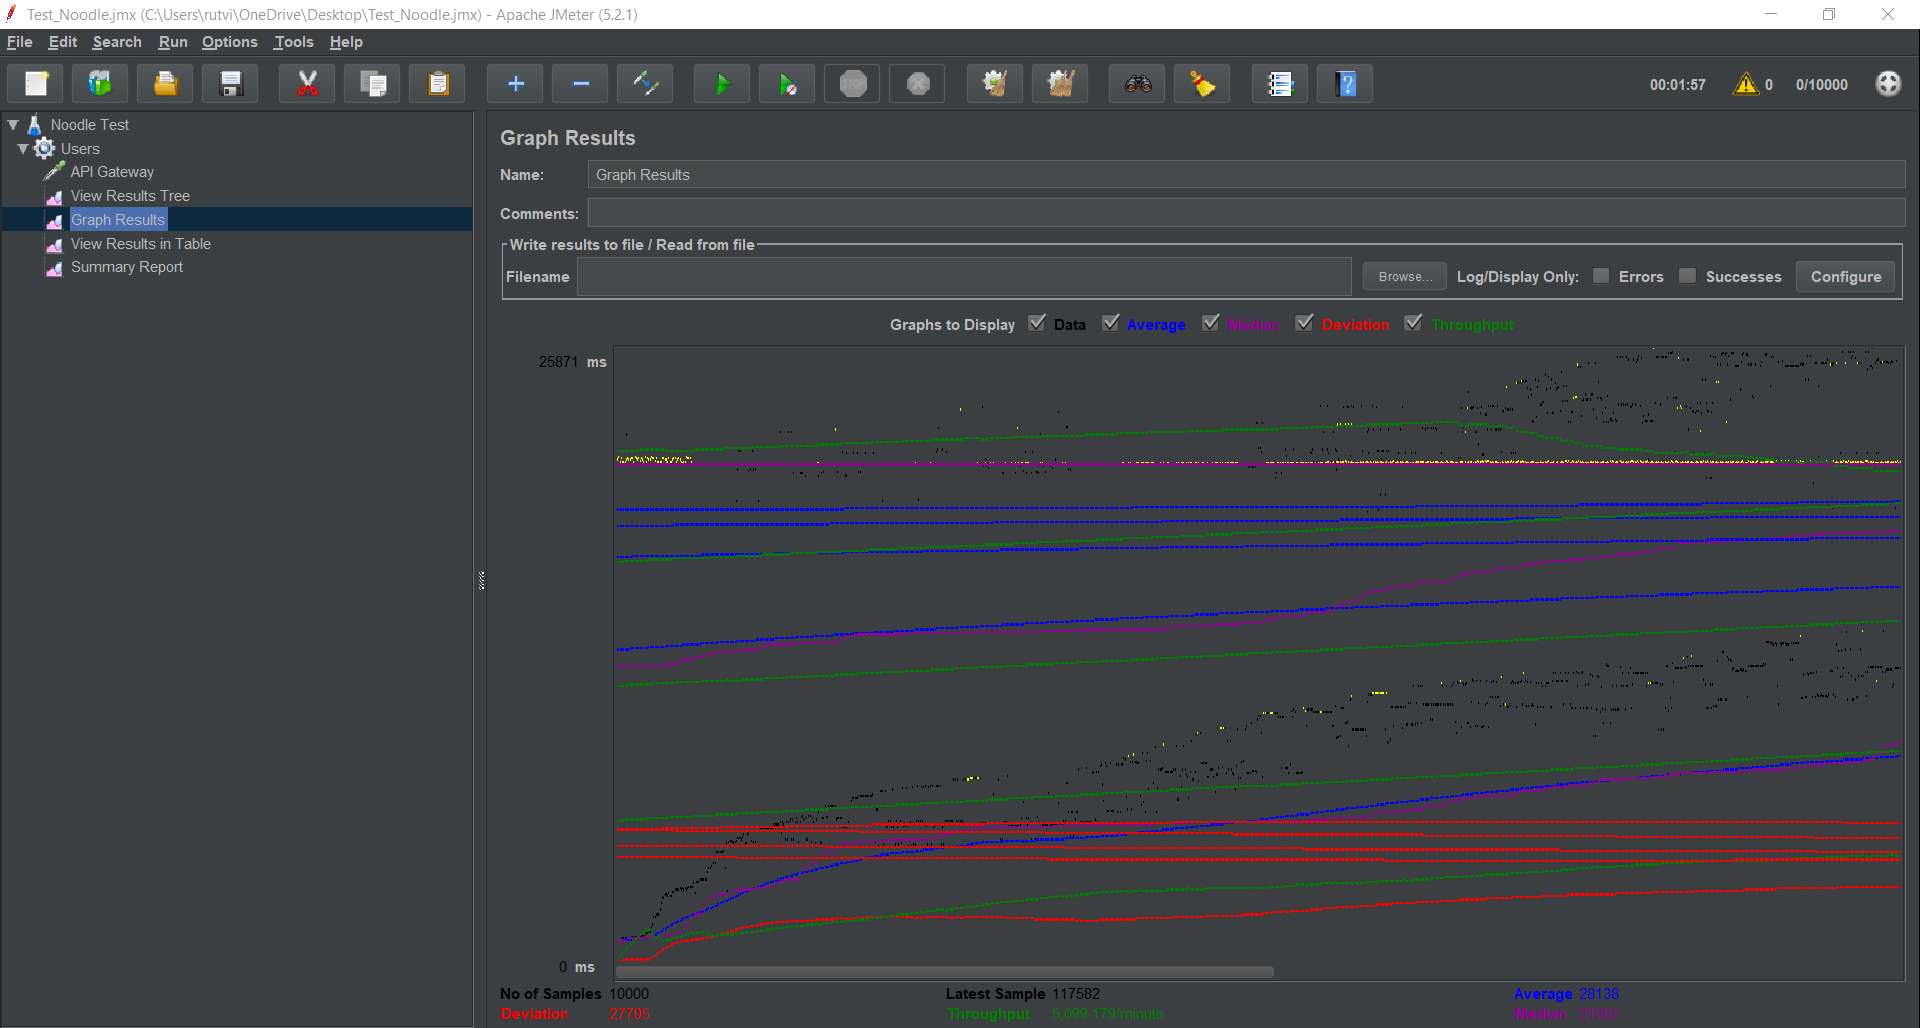 Test_Noodle.jmx (C:\Users\rutvi\OneDrive\Desktop\Test_Noodle.jmx) - Apache JMeter (5.2.1)
File Edit Search Run Options Tools Help
STOP 00:01:57 0 0/10000
Noodle Test
Users
API Gateway
View Results Tree
Graph Results
View Results in Table
Summary Report
Graph Results
Name: Graph Results
Comments:
Write results to file / Read from file
Filename Browse... Log/Display Only: Errors Successes Configure
Graphs to Display Data Average Median Deviation Throughput
25871 ms
0 ms
No of Samples 10000 Latest Sample 117582 Average 28138
Deviation 27705 Throughput 5,099.179/minute Median 21002